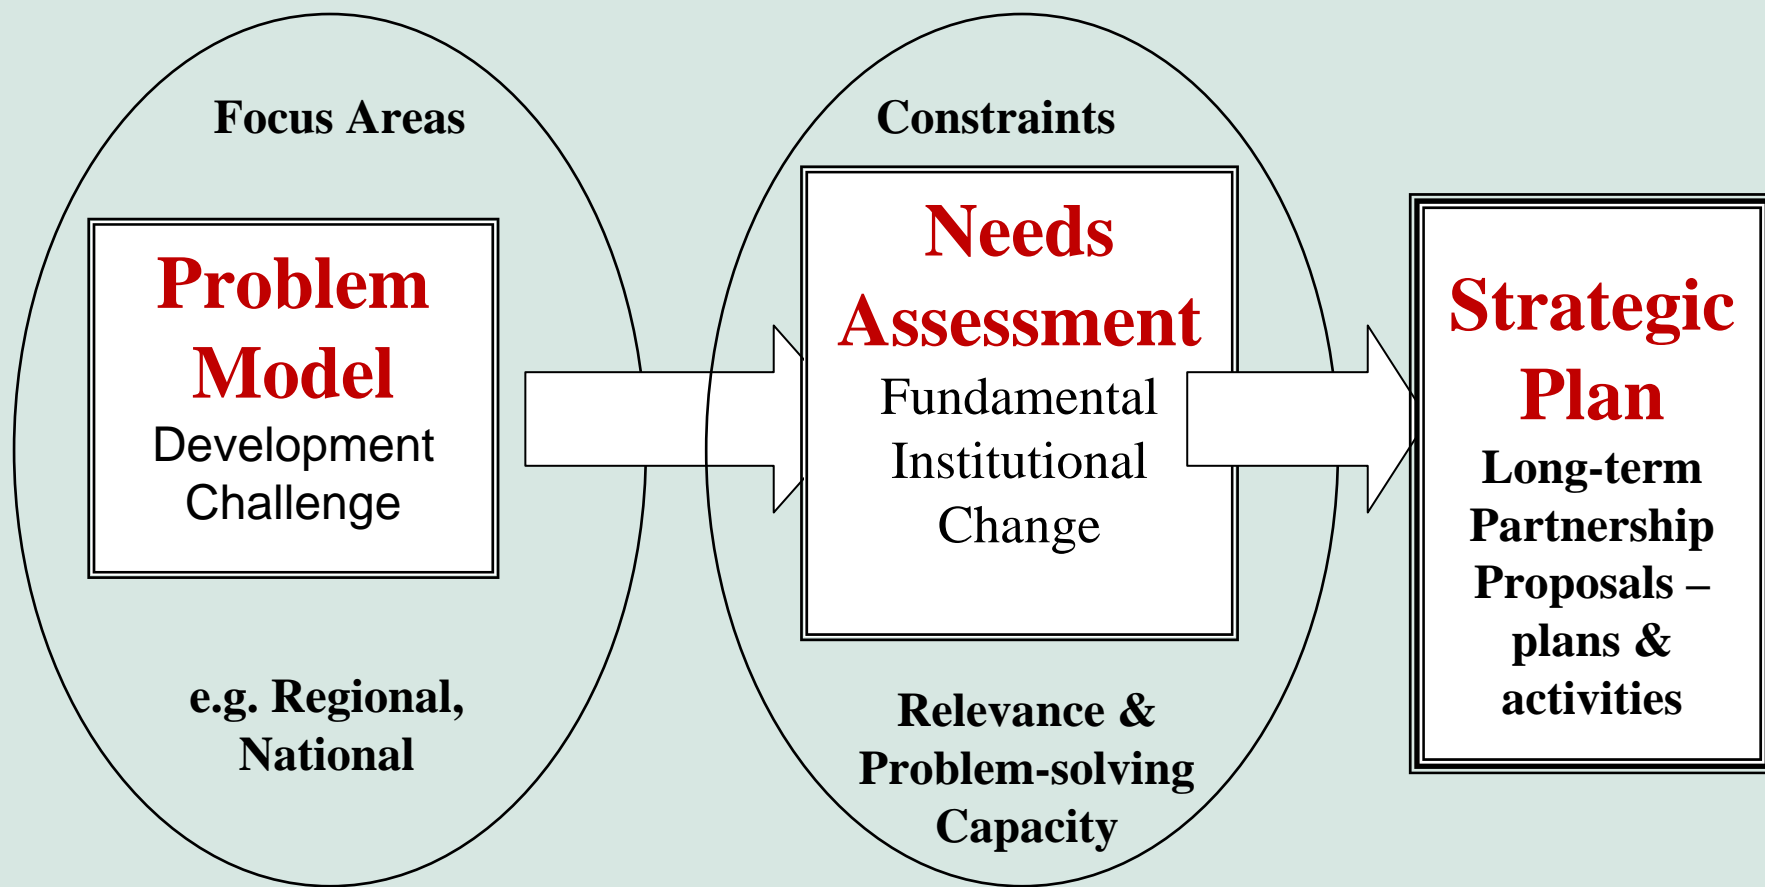 Focus Areas
Problem
Model
Development
Challenge
e.g. Regional,
National
Constraints
Needs
Assessment
Fundamental
Institutional
Change
Relevance &
Problem-solving
Capacity
Strategic
Plan
Long-term
Partnership
Proposals –
plans &
activities